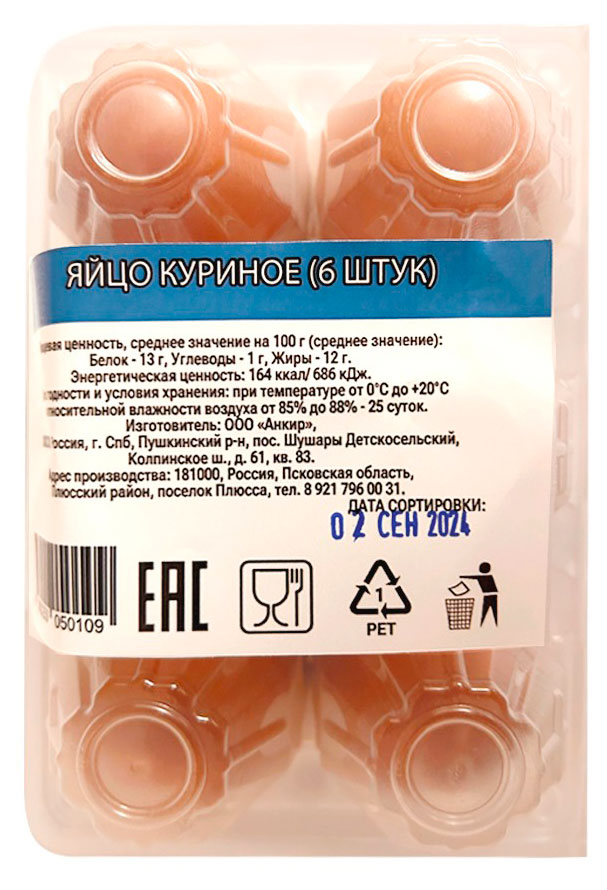 ЯЙЦО КУРИНОЕ (6 ШТУК)
ценность, среднее значение на 100 г (среднее значение):
Белок - 13 г, Углеводы - 1 г, Жиры - 12 г.
Энергетическая ценность: 164 ккал/ 686 кДж.
и условия хранения: при температуре от 0°С до +20°С
влажности воздуха от 85% до 88% - 25 суток.
Изготовитель: ООО «Анкир»,
Россия, г. Спб, Пушкинский р-н, пос. Шушары Детскосельский,
Колпинское ш., д. 61, кв. 83.
Адрес производства: 181000, Россия, Псковская область,
Плюсский район, поселок Плюсса, тел. 8 921 796 00 31.
ДАТА СОРТИРОВКИ:
02 СЕН 2024
050109
ЕАС
1
PET